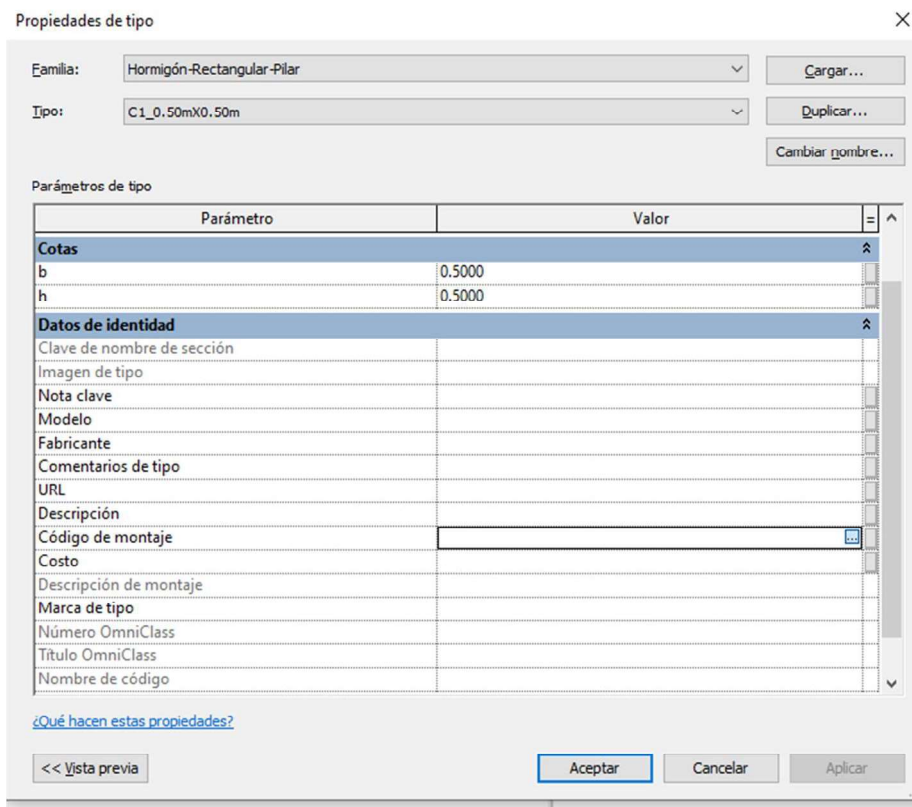 Propiedades de tipo
Familia: Hormigón-Rectangular-Pilar Cargar...
Tipo: C1_0.50mX0.50m Duplicar...
Cambiar nombre...
Parámetros de tipo
Parámetro Valor =
Cotas
b 0.5000
h 0.5000
Datos de identidad
Clave de nombre de sección
Imagen de tipo
Nota clave
Modelo
Fabricante
Comentarios de tipo
URL
Descripción
Código de montaje ...
Costo
Descripción de montaje
Marca de tipo
Número OmniClass
Título OmniClass
Nombre de código
¿Qué hacen estas propiedades?
<< Vista previa Aceptar Cancelar Aplicar